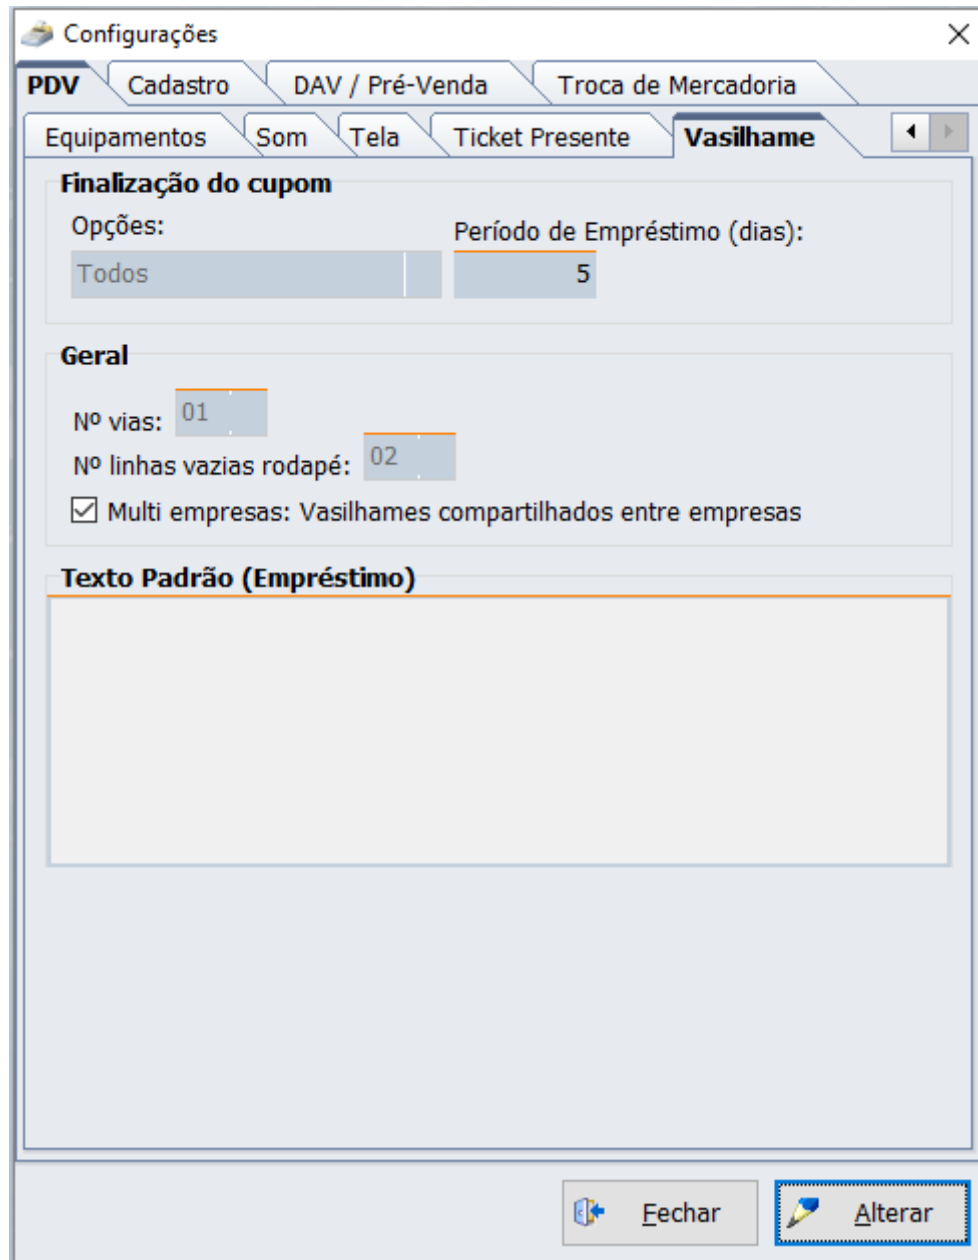 Configurações
PDV Cadastro DAV / Pré-Venda Troca de Mercadoria
Equipamentos Som Tela Ticket Presente Vasilhame
Finalização do cupom
Opções: Período de Empréstimo (dias):
Todos 5
Geral
Nº vias: 01
Nº linhas vazias rodapé: 02
Multi empresas: Vasilhames compartilhados entre empresas
Texto Padrão (Empréstimo)
Fechar Alterar